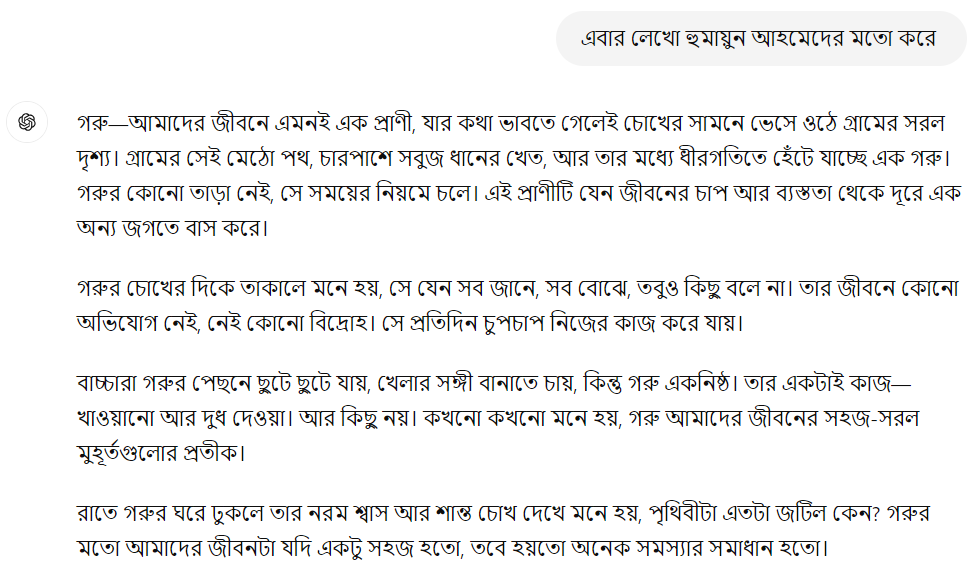 এবার লেখো হুমায়ুন আহমেদের মতো করে
গরু—আমাদের জীবনে এমনই এক প্রাণী, যার কথা ভাবতে গেলেই চোখের সামনে ভেসে ওঠে গ্রামের সরল
দৃশ্য। গ্রামের সেই মেঠো পথ, চারপাশে সবুজ ধানের খেত, আর তার মধ্যে ধীরগতিতে হেঁটে যাচ্ছে এক গরু।
গরুর কোনো তাড়া নেই, সে সময়ের নিয়মে চলে। এই প্রাণীটি যেন জীবনের চাপ আর ব্যস্ততা থেকে দূরে এক
অন্য জগতে বাস করে।
গরুর চোখের দিকে তাকালে মনে হয়, সে যেন সব জানে, সব বোঝে, তবুও কিছু বলে না। তার জীবনে কোনো
অভিযোগ নেই, নেই কোনো বিদ্রোহ। সে প্রতিদিন চুপচাপ নিজের কাজ করে যায়।
বাচ্চারা গরুর পেছনে ছুটে ছুটে যায়, খেলার সঙ্গী বানাতে চায়, কিন্তু গরু একনিষ্ঠ। তার একটাই কাজ—
খাওয়ানো আর দুধ দেওয়া। আর কিছু নয়। কখনো কখনো মনে হয়, গরু আমাদের জীবনের সহজ-সরল
মুহূর্তগুলোর প্রতীক।
রাতে গরুর ঘরে ঢুকলে তার নরম শ্বাস আর শান্ত চোখ দেখে মনে হয়, পৃথিবীটা এতটা জটিল কেন? গরুর
মতো আমাদের জীবনটা যদি একটু সহজ হতো, তবে হয়তো অনেক সমস্যার সমাধান হতো।